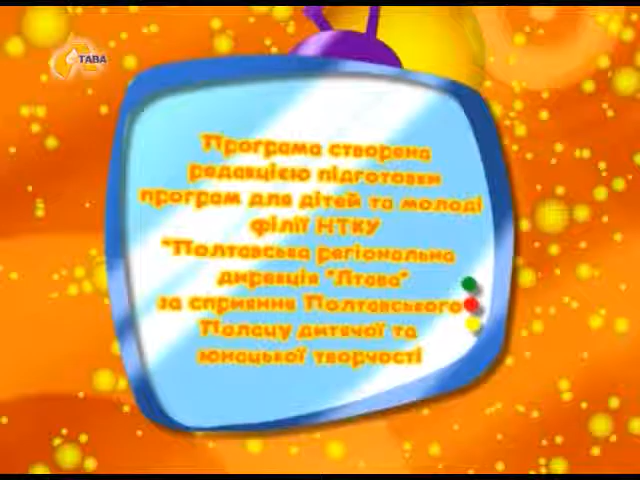 ТАВА
Програма створена
редакцією підготовки
програм для дітей та молоді
філії НТКУ
"Полтавська регіональна
дирекція "Лтава"
за сприяння Полтавського
Палацу дитячої та
юнацької творчості